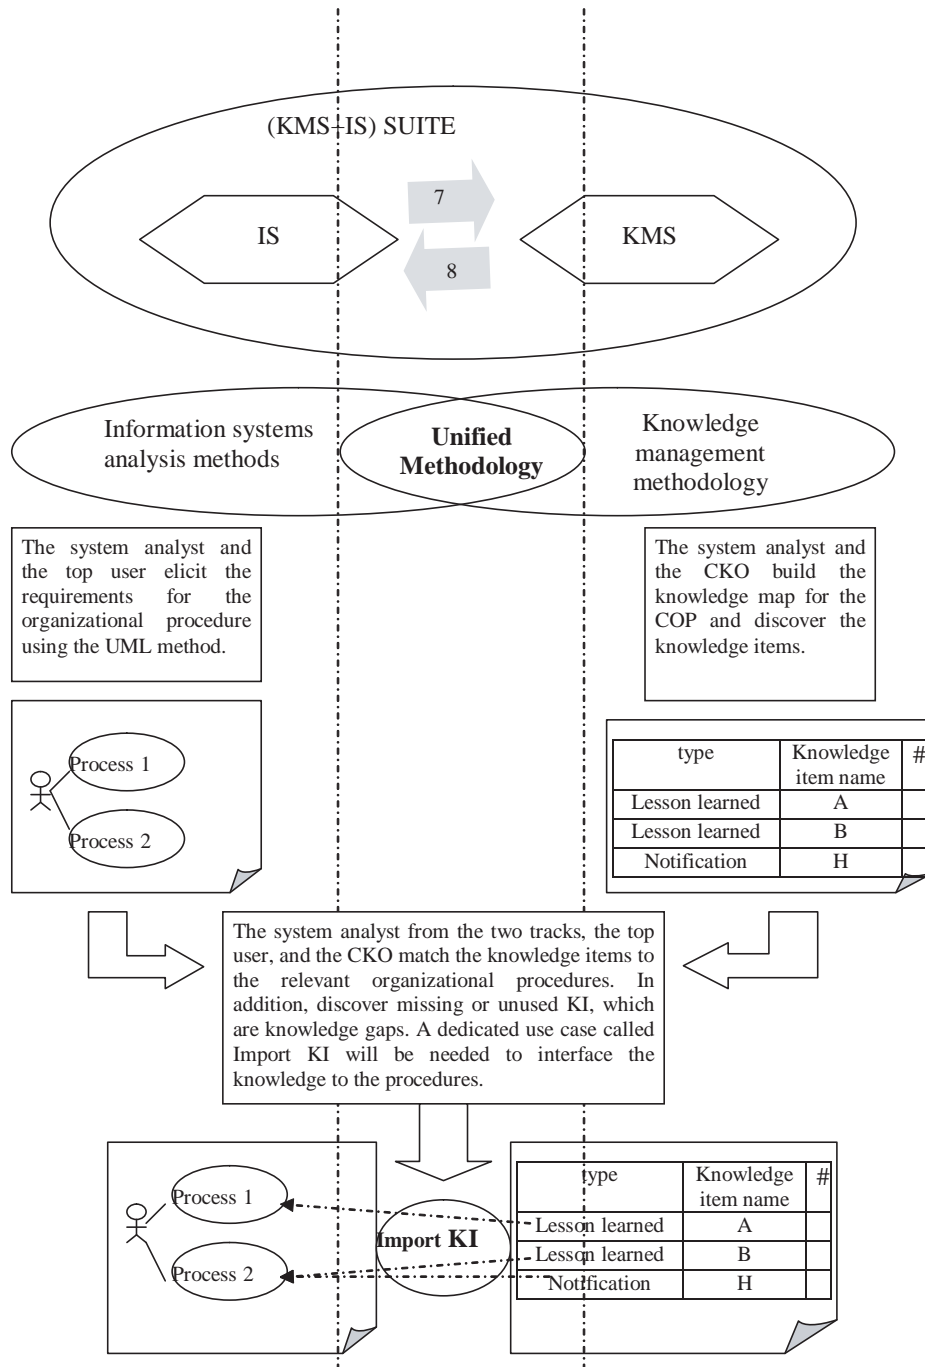 (KMS–IS) SUITE
7
IS
KMS
8
Information systems
analysis methods
Unified
Methodology
Knowledge
management
methodology
The system analyst and
the top user elicit the
requirements for the
organizational procedure
using the UML method.
The system analyst and
the CKO build the
knowledge map for the
COP and discover the
knowledge items.
Process 1
Process 2
type Knowledge item name #
Lesson learned A
Lesson learned B
Notification H
The system analyst from the two tracks, the top
user, and the CKO match the knowledge items to
the relevant organizational procedures. In
addition, discover missing or unused KI, which
are knowledge gaps. A dedicated use case called
Import KI will be needed to interface the
knowledge to the procedures.
Process 1
Process 2
Import KI
type Knowledge item name #
Lesson learned A
Lesson learned B
Notification H